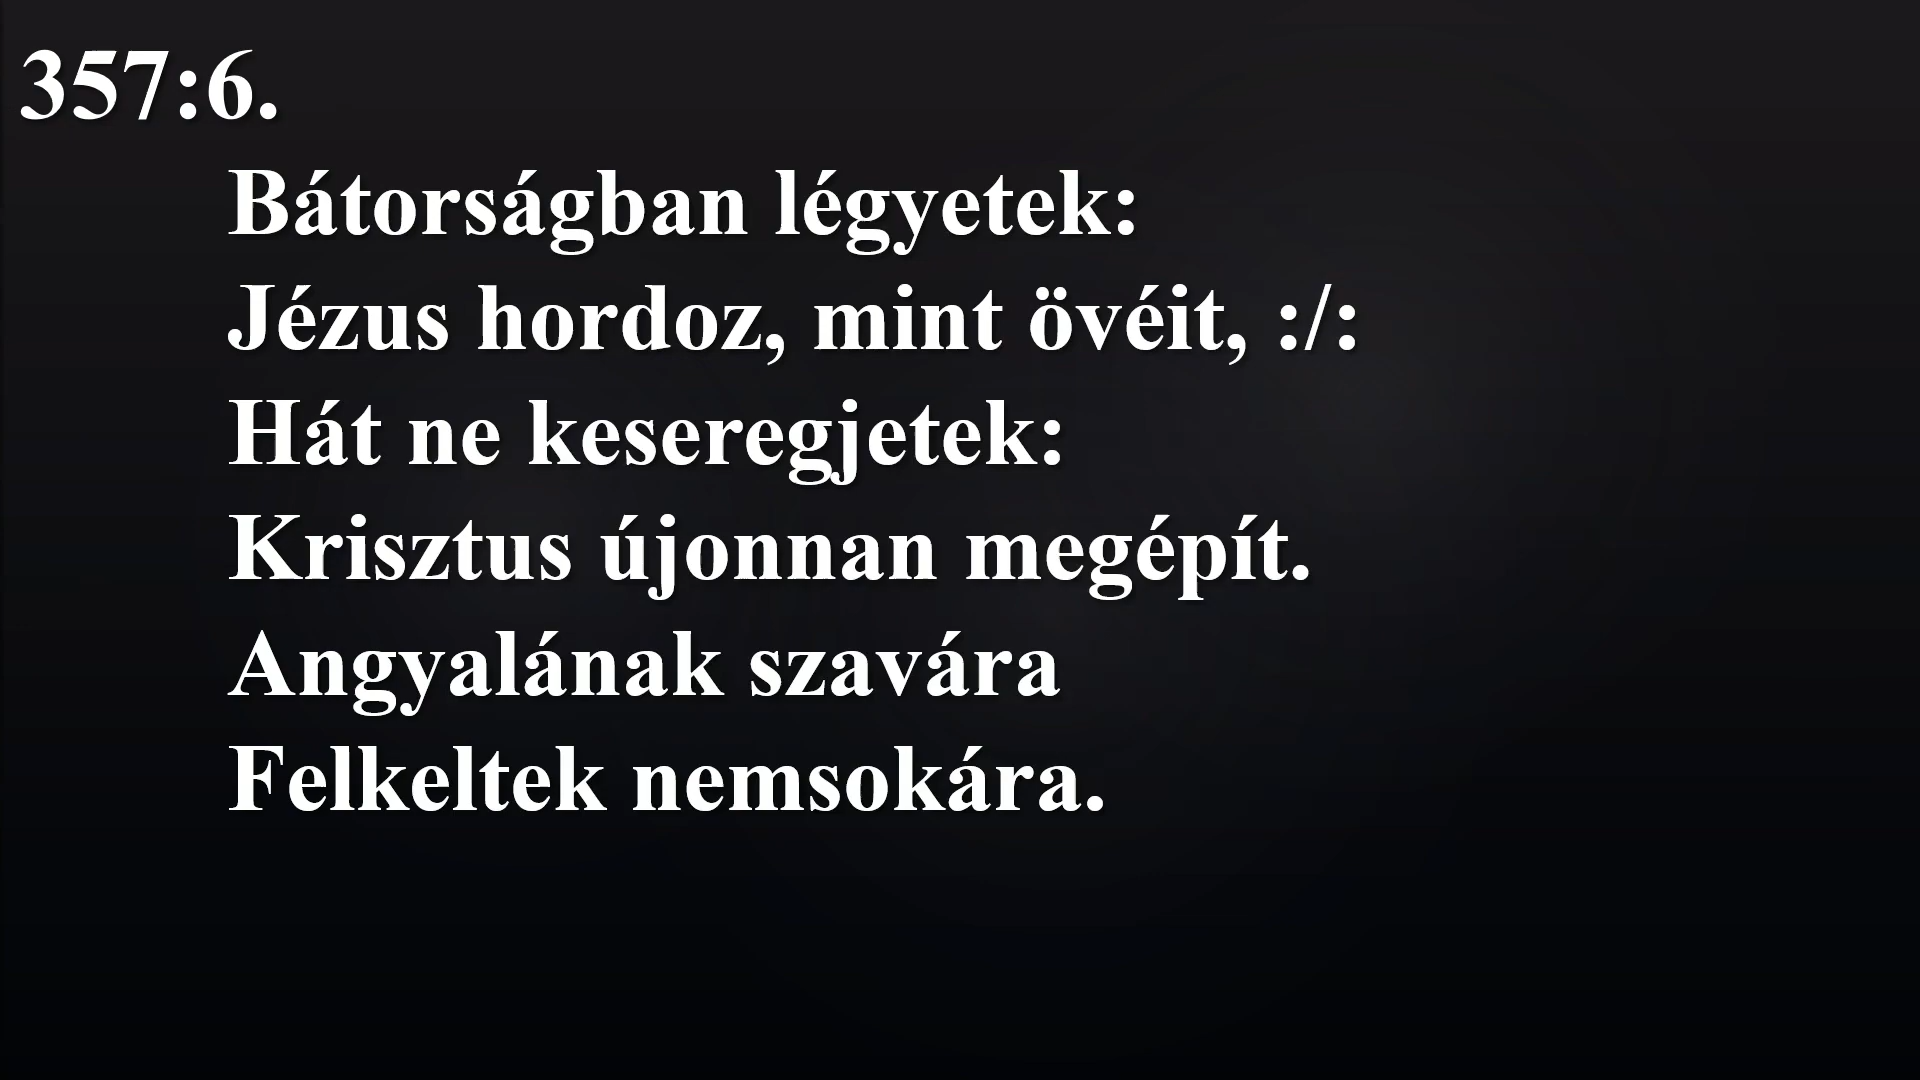 357:6.
Bátorságban légyetek:
Jézus hordoz, mint övéit, :/:
Hát ne keseregjetek:
Krisztus újonnan megépít.
Angyalának szavára
Felkeltek nemsokára.